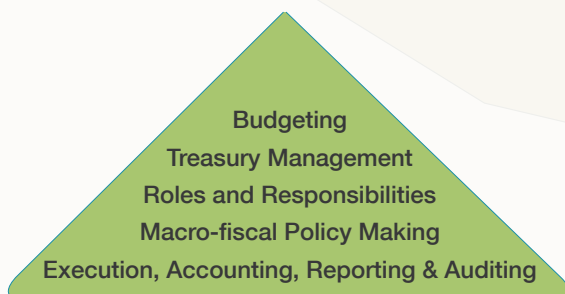 Budgeting
Treasury Management
Roles and Responsibilities
Macro-fiscal Policy Making
Execution, Accounting, Reporting & Auditing